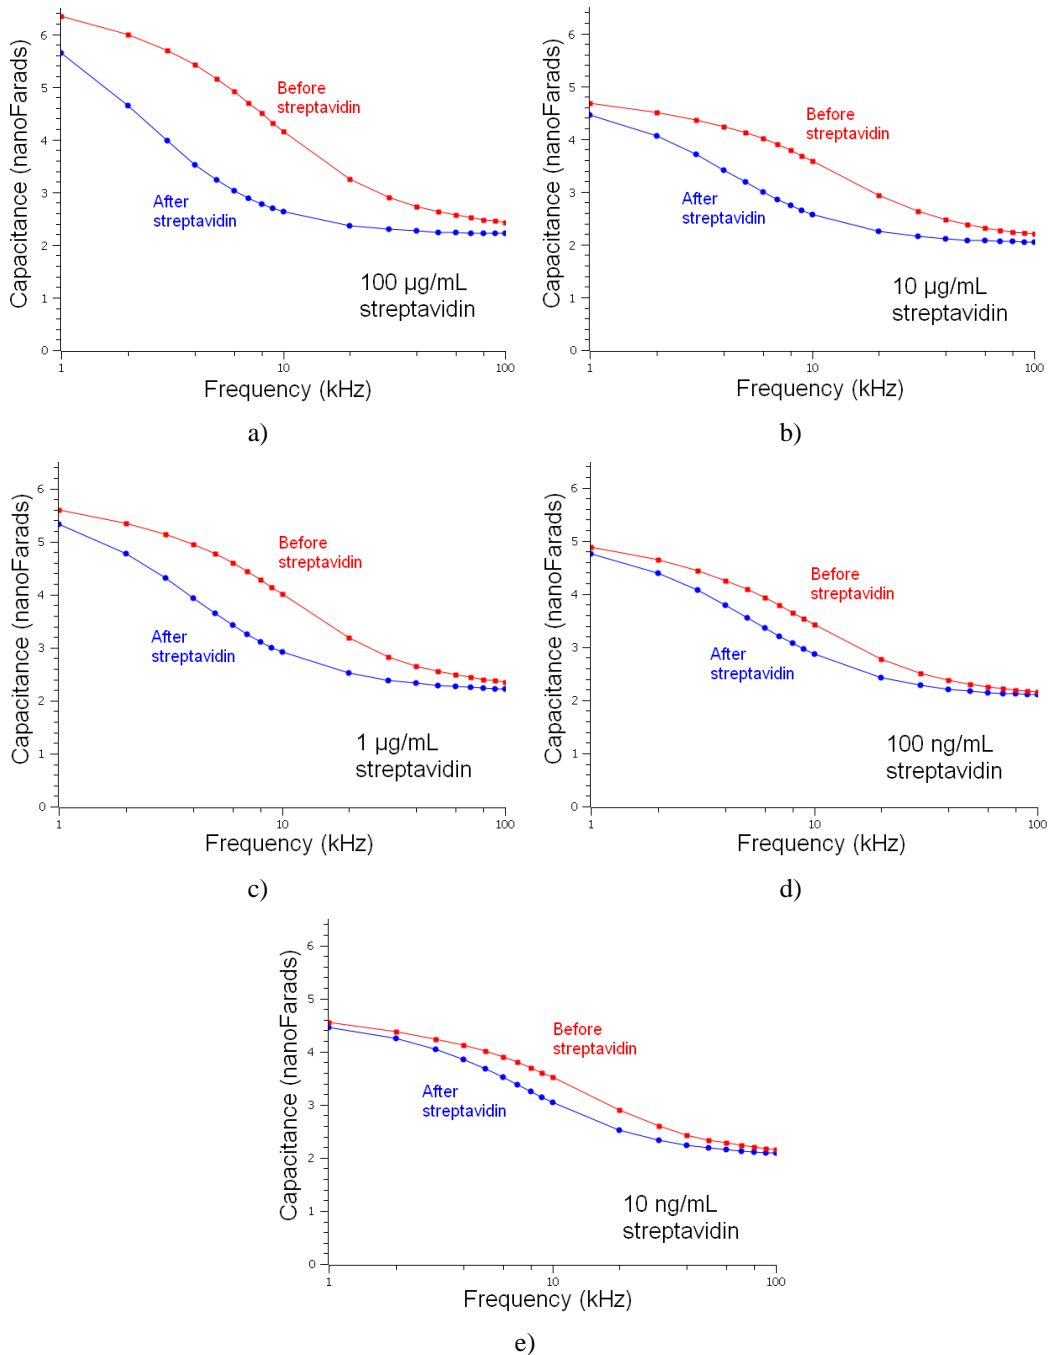 Capacitance (nanoFarads)
6
5
4
3
2
1
0
Before
streptavidin
After
streptavidin
100 µg/mL
streptavidin
1
10
100
Frequency (kHz)
a)
Capacitance (nanoFarads)
6
5
4
3
2
1
0
Before
streptavidin
After
streptavidin
10 µg/mL
streptavidin
1
10
100
Frequency (kHz)
b)
Capacitance (nanoFarads)
6
5
4
3
2
1
0
Before
streptavidin
After
streptavidin
1 µg/mL
streptavidin
1
10
100
Frequency (kHz)
c)
Capacitance (nanoFarads)
6
5
4
3
2
1
0
Before
streptavidin
After
streptavidin
100 ng/mL
streptavidin
1
10
100
Frequency (kHz)
d)
Capacitance (nanoFarads)
6
5
4
3
2
1
0
Before
streptavidin
After
streptavidin
10 ng/mL
streptavidin
1
10
100
Frequency (kHz)
e)